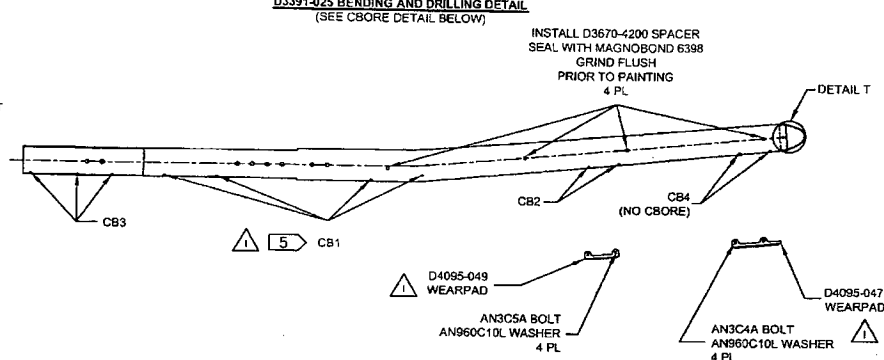 D3391-025 BENDING AND DRILLING DETAIL
(SEE CBORE DETAIL BELOW)
INSTALL D3670-4200 SPACER
SEAL WITH MAGNOBOND 6398
GRIND FLUSH
PRIOR TO PAINTING
4 PL
DETAIL T
CB3
1 5 CB1
CB2
CB4
(NO CBORE)
1 D4095-049
WEARPAD
AN3C5A BOLT
AN960C10L WASHER
4 PL
D4095-047
WEARPAD
1
AN3C4A BOLT
AN960C10L WASHER
4 PL